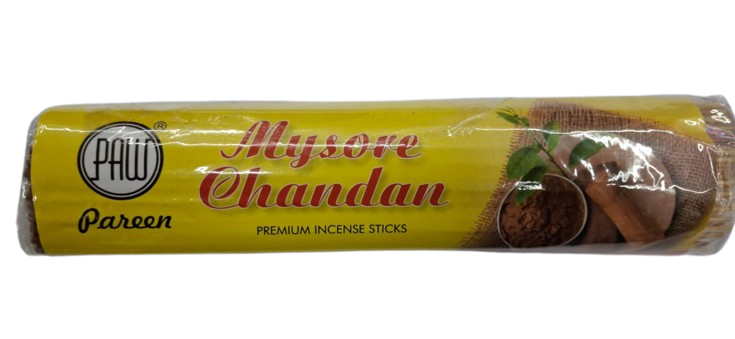 PAW
®
Pareen
Mysore
Chandan
PREMIUM INCENSE STICKS